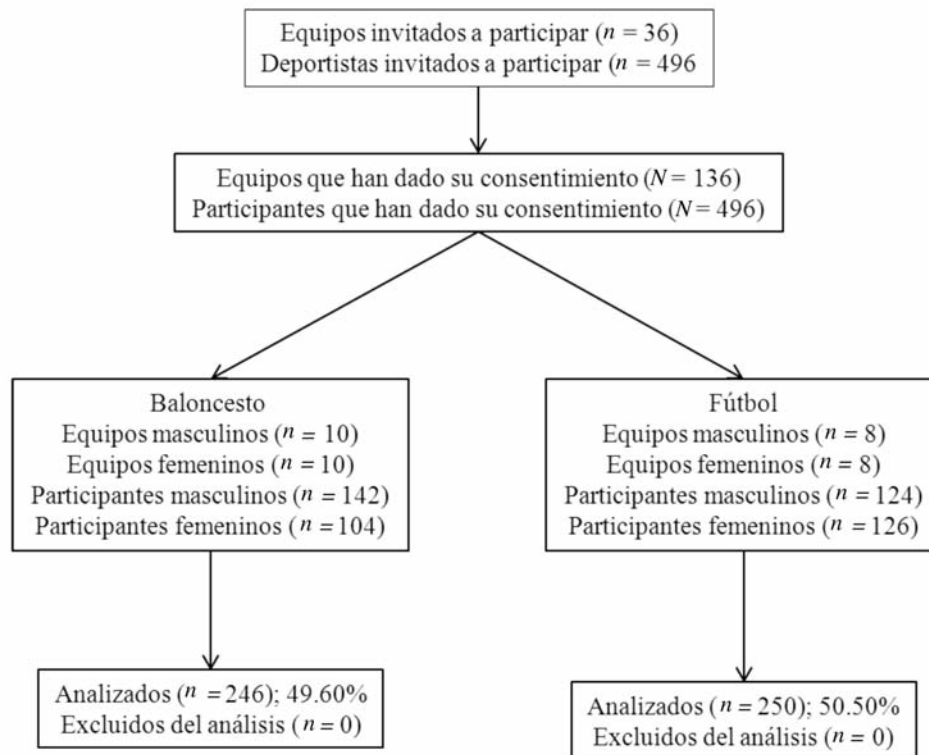 Equipos invitados a participar (n = 36)
Deportistas invitados a participar (n = 496
Equipos que han dado su consentimiento (N = 136)
Participantes que han dado su consentimiento (N = 496)
Baloncesto
Equipos masculinos (n = 10)
Equipos femeninos (n = 10)
Participantes masculinos (n = 142)
Participantes femeninos (n = 104)
Fútbol
Equipos masculinos (n = 8)
Equipos femeninos (n = 8)
Participantes masculinos (n = 124)
Participantes femeninos (n = 126)
Analizados (n = 246); 49.60%
Excluidos del análisis (n = 0)
Analizados (n = 250); 50.50%
Excluidos del análisis (n = 0)